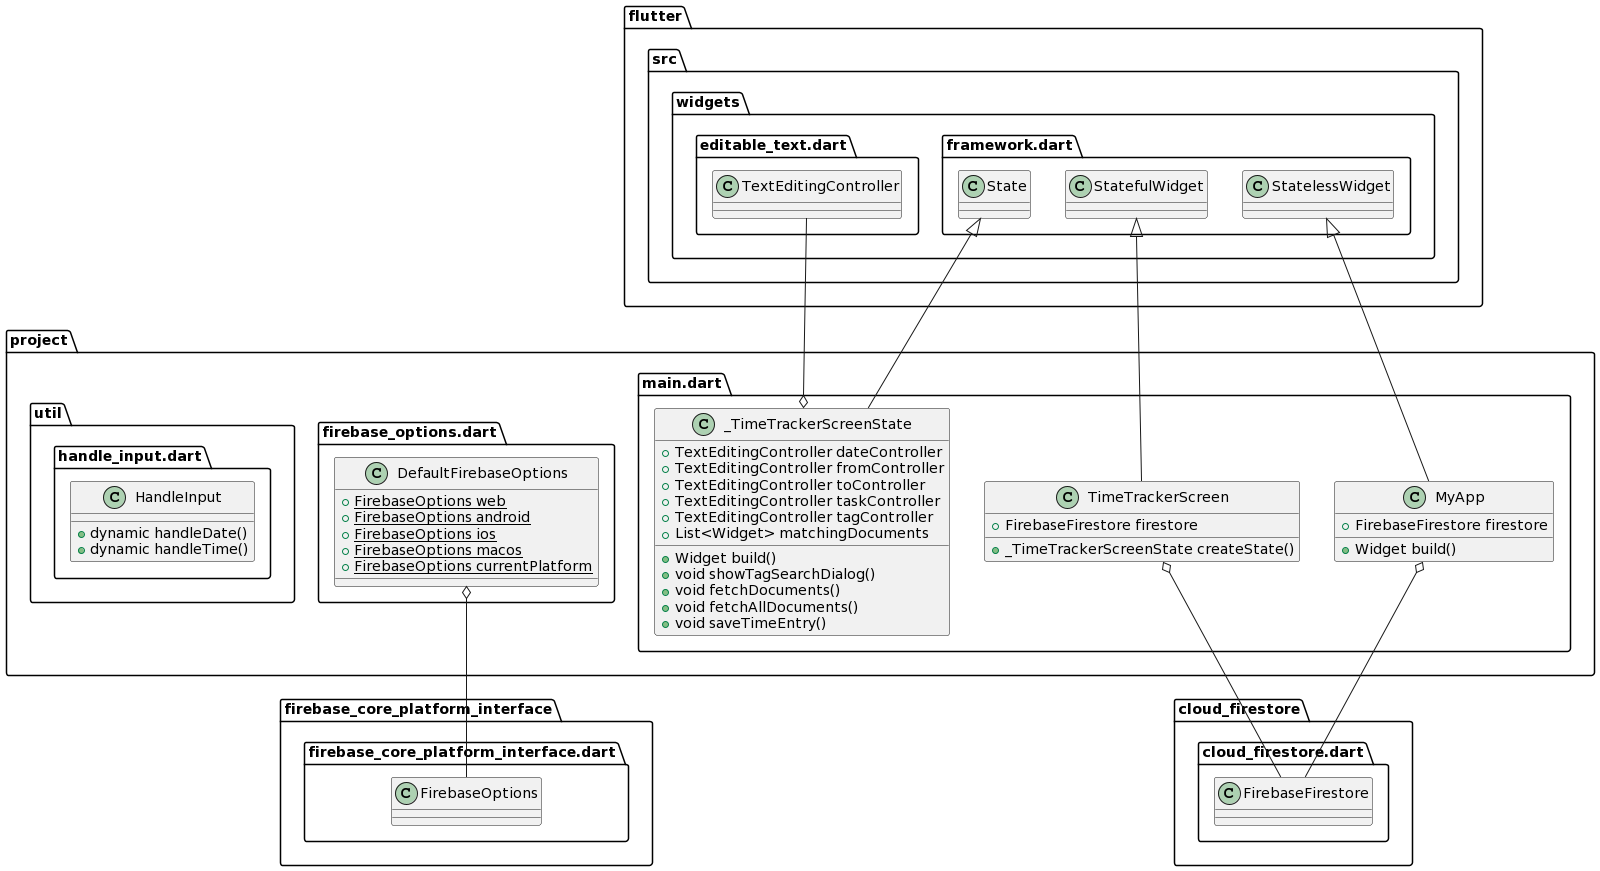 flutter
src
widgets
editable_text.dart
framework.dart
C TextEditingController
C State
C StatefulWidget
C StatelessWidget
project
main.dart
util
firebase_options.dart
handle_input.dart
C _TimeTrackerScreenState
TextEditingController dateController
TextEditingController fromController
TextEditingController toController
TextEditingController taskController
TextEditingController tagController
List<Widget> matchingDocuments
Widget build()
void showTagSearchDialog()
void fetchDocuments()
void fetchAllDocuments()
void saveTimeEntry()
C DefaultFirebaseOptions
FirebaseOptions web
FirebaseOptions android
FirebaseOptions ios
FirebaseOptions macos
FirebaseOptions currentPlatform
C HandleInput
dynamic handleDate()
dynamic handleTime()
C TimeTrackerScreen
FirebaseFirestore firestore
_TimeTrackerScreenState createState()
C MyApp
FirebaseFirestore firestore
Widget build()
firebase_core_platform_interface
firebase_core_platform_interface.dart
C FirebaseOptions
cloud_firestore
cloud_firestore.dart
C FirebaseFirestore